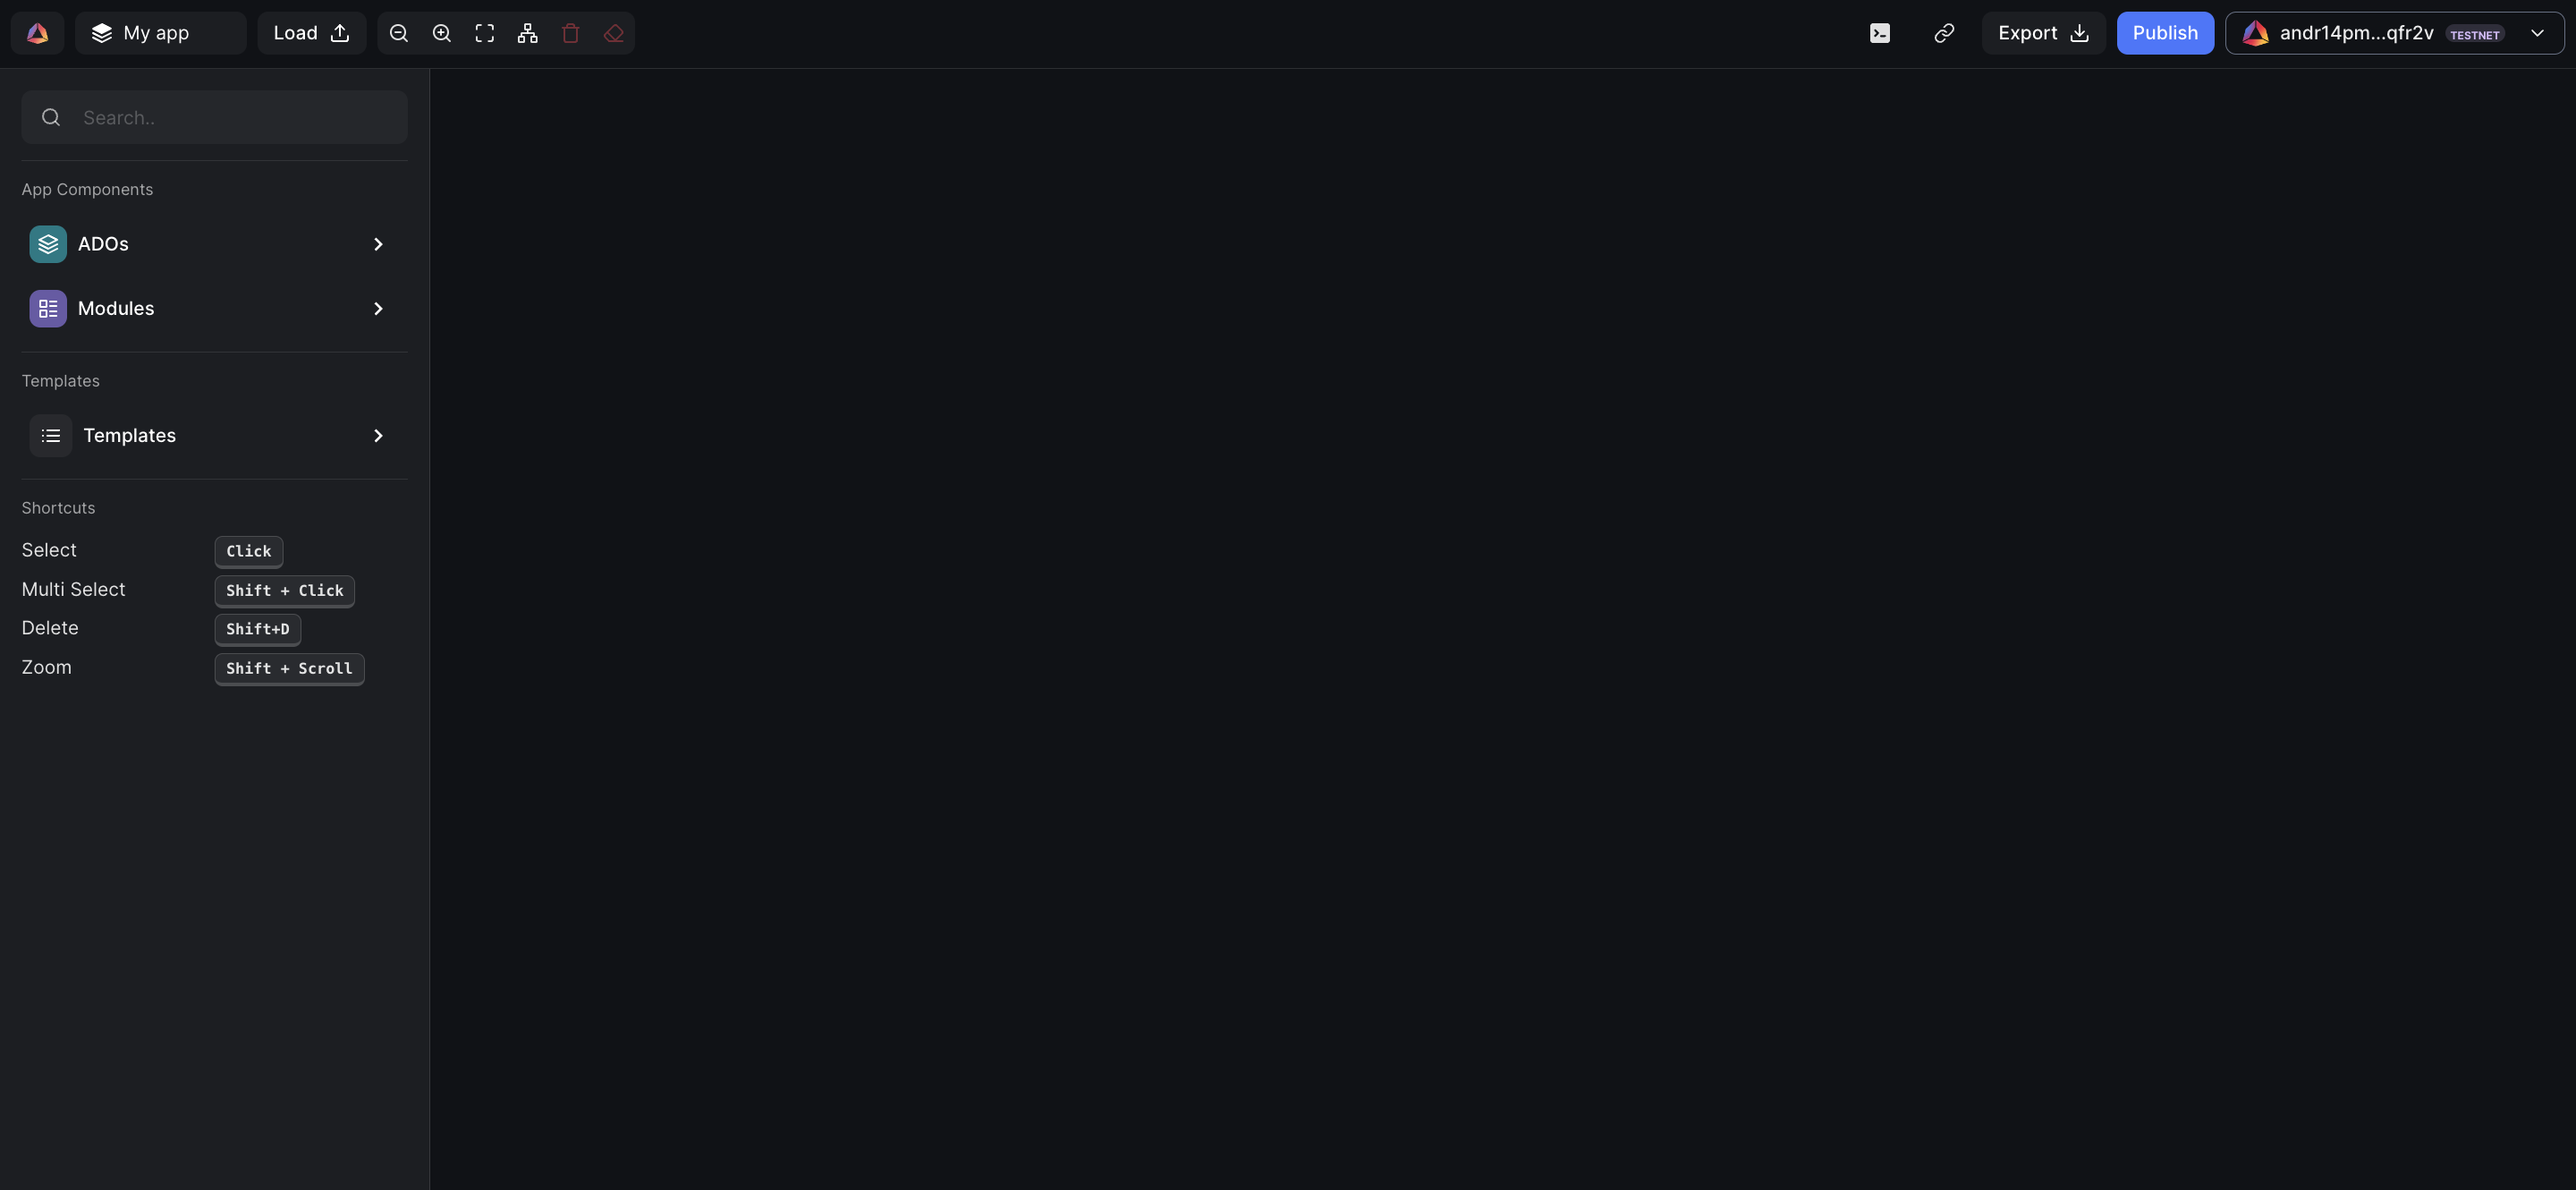 My app
Load
Export
Publish
andr14pm...qfr2v TESTNET
Search..
App Components
ADOs
Modules
Templates
Templates
Shortcuts
Select Click
Multi Select Shift + Click
Delete Shift+D
Zoom Shift + Scroll